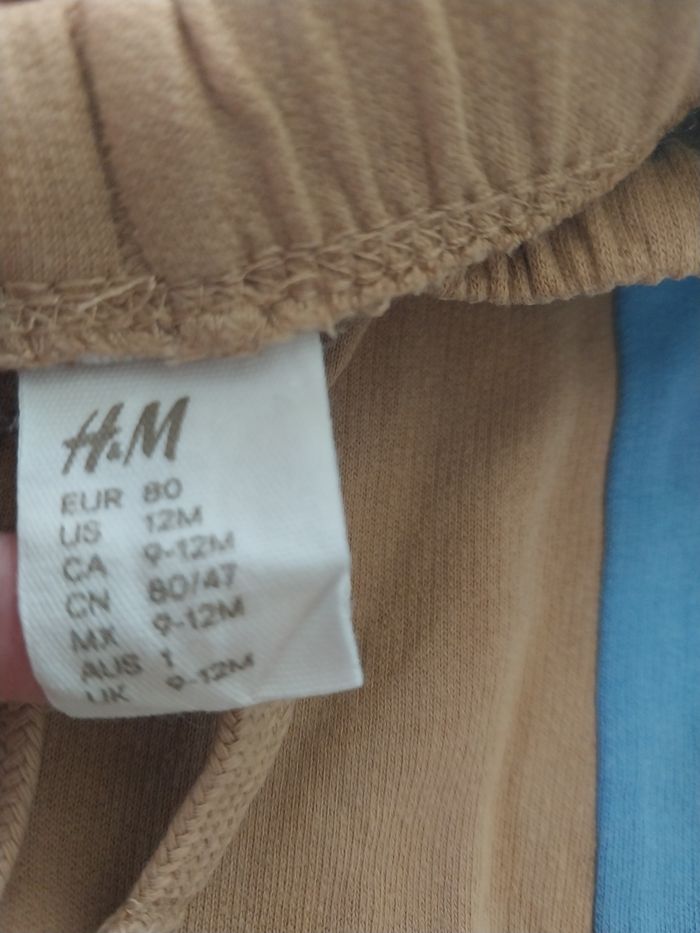 H&M
EUR 80
US 12M
CA 9-12M
CN 80/47
MX 9-12M
AUS 1
UK 9-12M